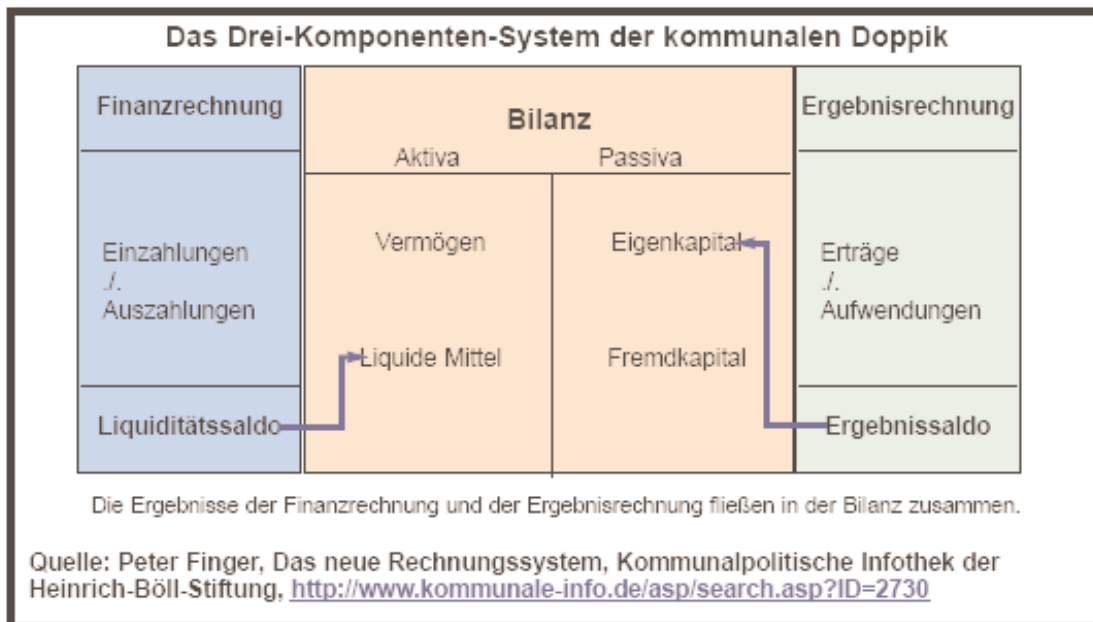 Das Drei-Komponenten-System der kommunalen Doppik
Finanzrechnung
Einzahlungen
./.
Auszahlungen
Liquiditätssaldo
Bilanz
Aktiva Passiva
Vermögen Eigenkapital
Liquide Mittel Fremdkapital
Ergebnisrechnung
Erträge
./.
Aufwendungen
Ergebnissaldo
Die Ergebnisse der Finanzrechnung und der Ergebnisrechnung fließen in der Bilanz zusammen.
Quelle: Peter Finger, Das neue Rechnungssystem, Kommunalpolitische Infothek der
Heinrich-Böll-Stiftung, http://www.kommunale-info.de/asp/search.asp?ID=2730